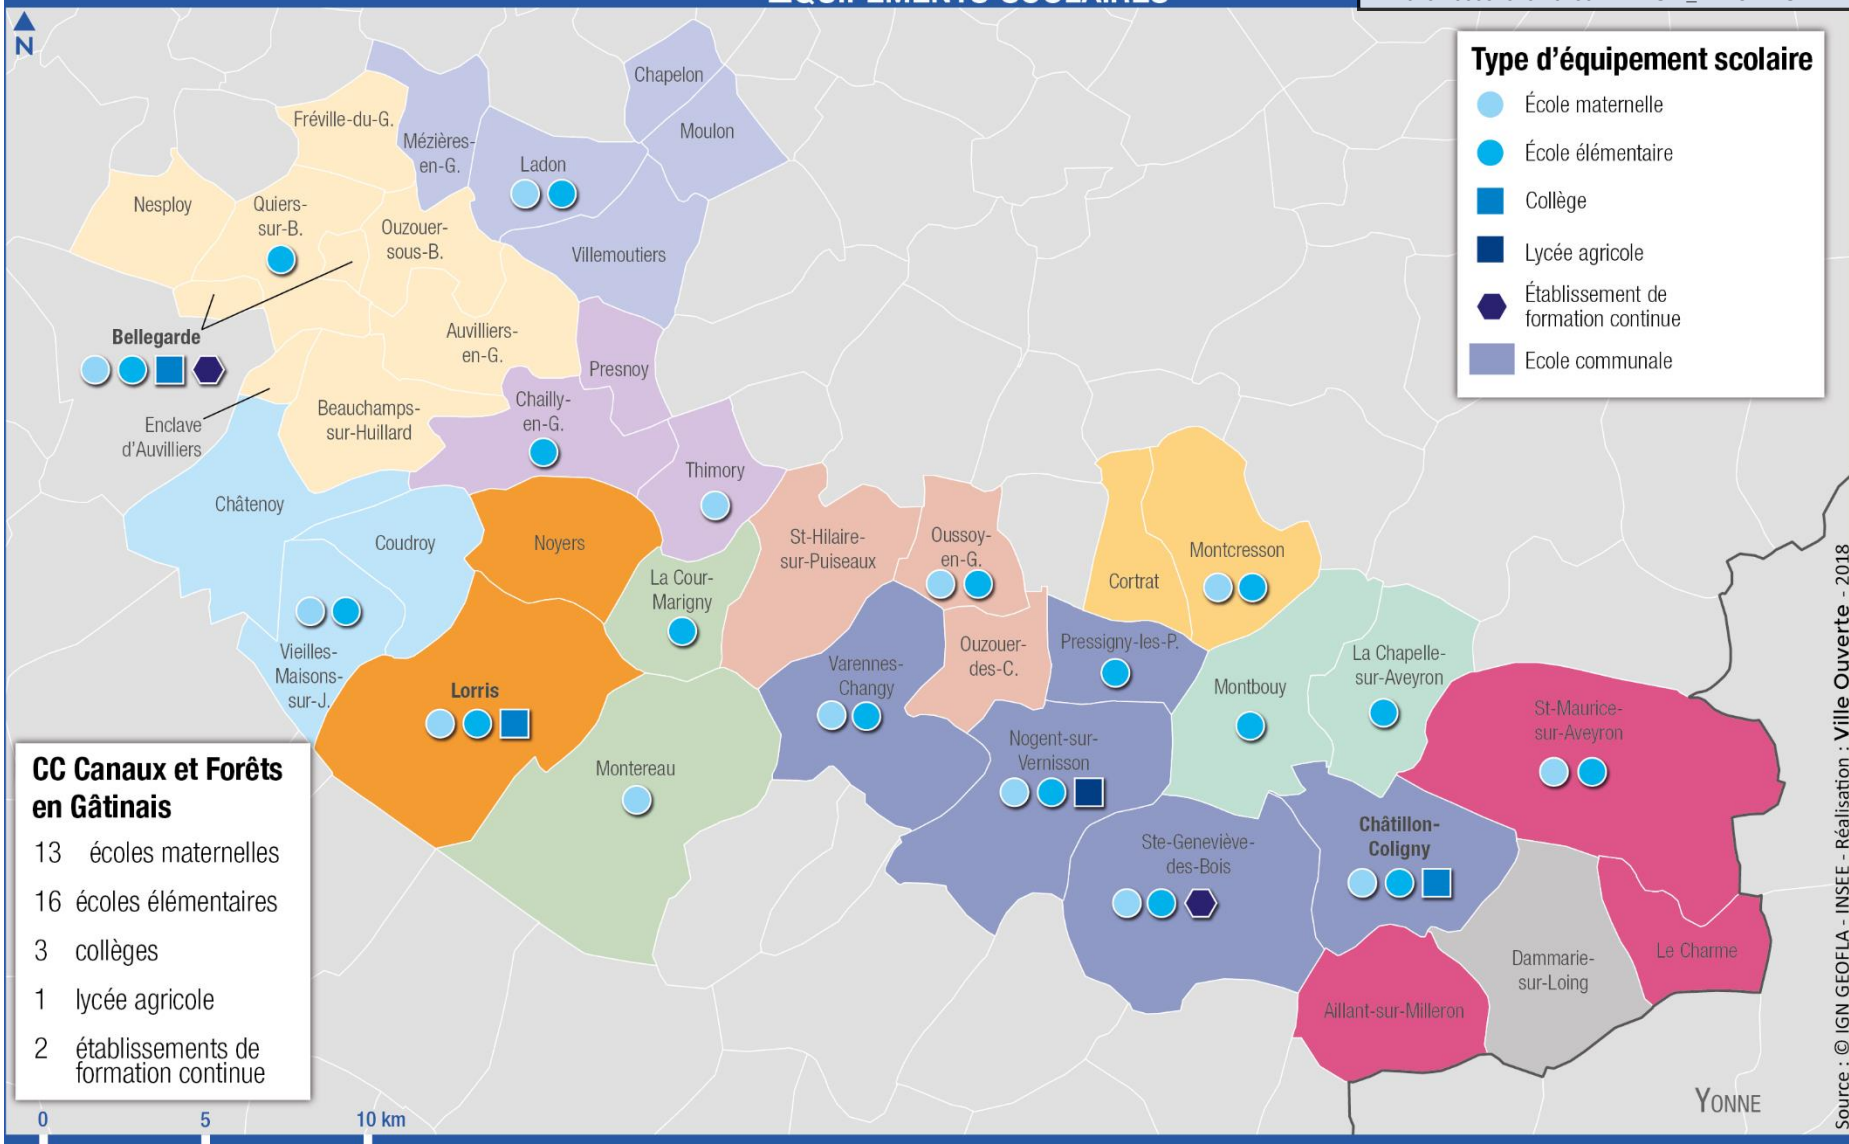 ÉQUIPEMENTS SCOLAIRES
N
Type d'équipement scolaire
École maternelle
École élémentaire
Collège
Lycée agricole
Établissement de
formation continue
Ecole communale
Chapelon
Moulon
Fréville-du-G.
Mézières-
en-G.
Ladon
Nesploy
Quiers-
sur-B.
Ouzouer-
sous-B.
Villemoutiers
Bellegarde
Auvilliers-
en-G.
Presnoy
Enclave
d'Auvilliers
Beauchamps-
sur-Huillard
Chailly-
en-G.
Thimory
Châtenoy
Coudroy
Noyers
St-Hilaire-
sur-Puiseaux
Oussoy-
en-G.
Cortrat
Montcresson
La Cour-
Marigny
Vieilles-
Maisons-
sur-J.
Lorris
Varennes-
Changy
Ouzouer-
des-C.
Pressigny-les-P.
Montbouy
La Chapelle-
sur-Aveyron
St-Maurice-
sur-Aveyron
Montereau
Nogent-sur-
Vernisson
Ste-Geneviève-
des-Bois
Châtillon-
Coligny
Dammarie-
sur-Loing
Le Charme
Aillant-sur-Milleron
YONNE
CC Canaux et Forêts
en Gâtinais
13 écoles maternelles
16 écoles élémentaires
3 collèges
1 lycée agricole
2 établissements de
formation continue
0 5 10 km
Source : © IGN GEOFLA - INSEE - Réalisation : Ville Ouverte - 2018